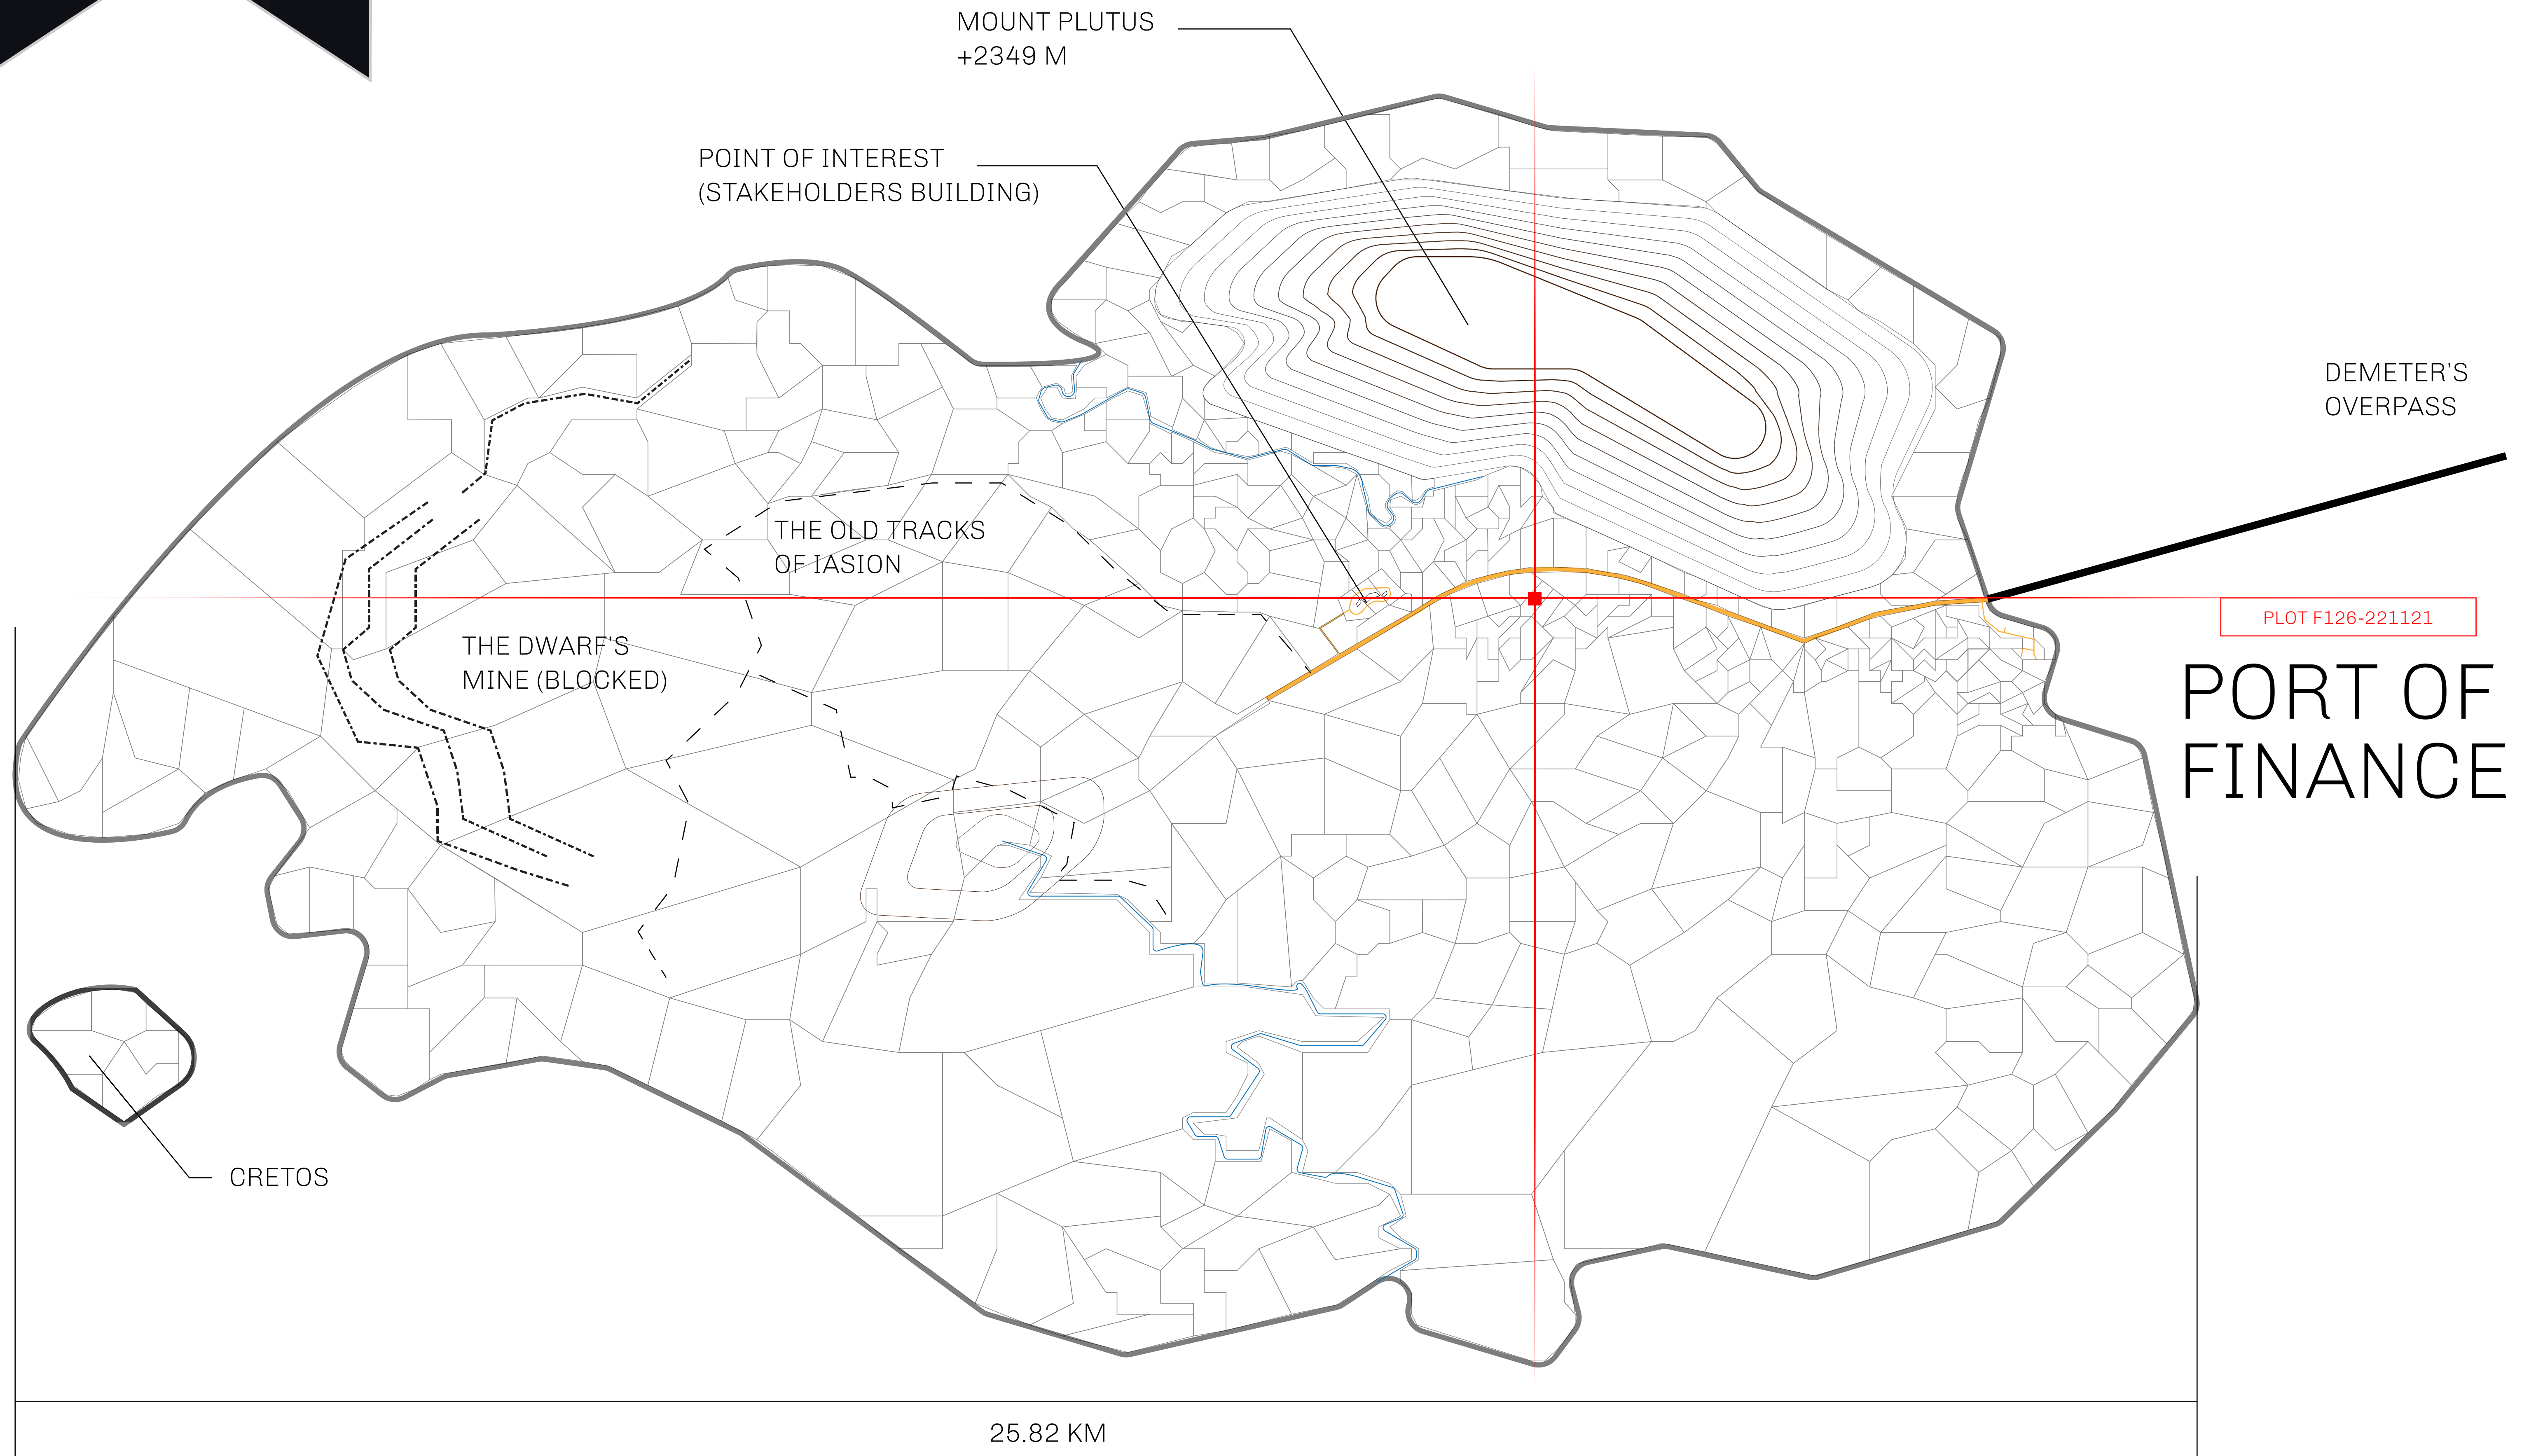 MOUNT PLUTUS
+2349 M
POINT OF INTEREST
(STAKEHOLDERS BUILDING)
DEMETER'S
OVERPASS
THE OLD TRACKS
OF IASION
PLOT F126-221121
THE DWARF'S
MINE (BLOCKED)
PORT OF
FINANCE
CRETOS
25.82 KM